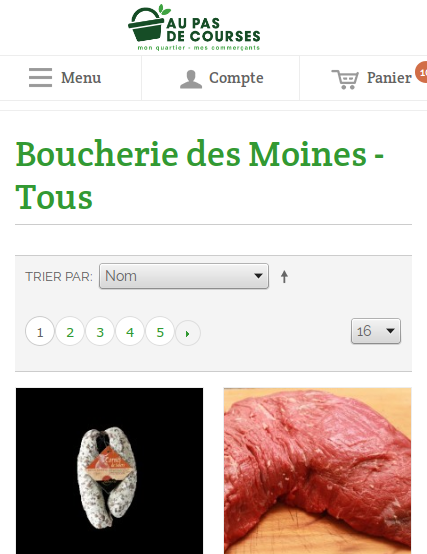 AU PAS
DE COURSES
mon quartier - mes commerçants
Menu
Compte
Panier
Boucherie des Moines -
Tous
TRIER PAR: Nom
1 2 3 4 5
16